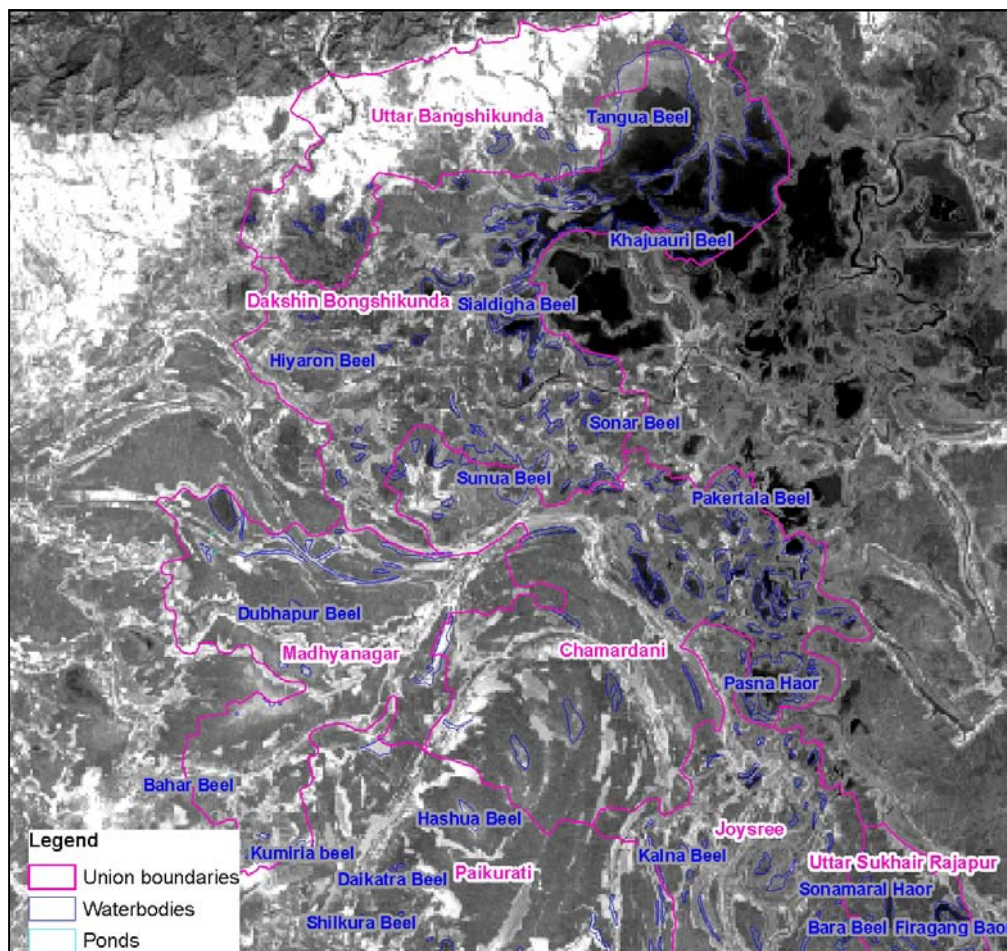 Uttar Bangshikunda
Tangua Beel
Khajuauri Beel
Dakshin Bongshikunda
Sialdigha Beel
Hiyaron Beel
Sonar Beel
Sunua Beel
Pakertala Beel
Dubhapur Beel
Madhyanagar
Chamardani
Pasna Haor
Bahar Beel
Hashua Beel
Joysree
Kumiria beel
Kalna Beel
Uttar Sukhair Rajapur
Daikatra Beel
Paikurati
Sonamaral Haor
Shilkura Beel
Bara Beel
Firagang Bad
Legend
Union boundaries
Waterbodies
Ponds